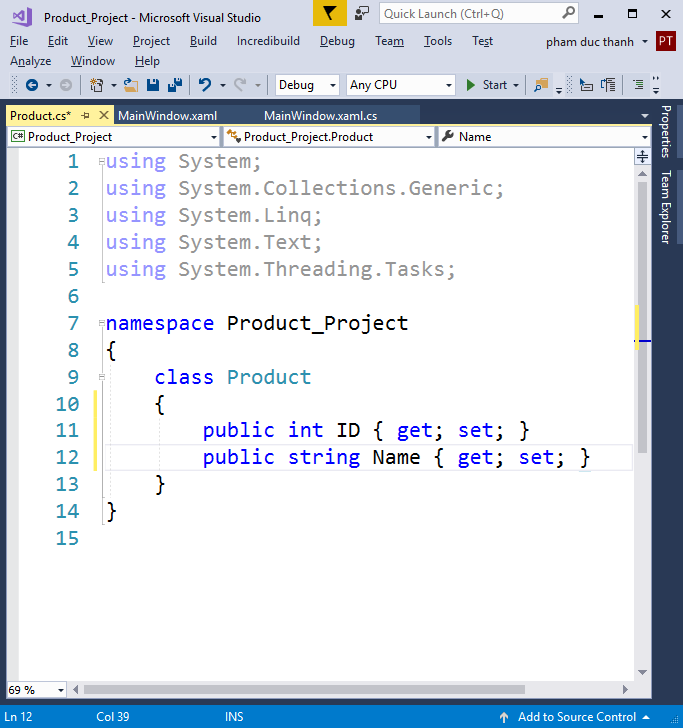 Product_Project - Microsoft Visual Studio
Quick Launch (Ctrl+Q)
File Edit View Project Build Incredibuild Debug Team Tools Test pham duc thanh PT
Analyze Window Help
Debug Any CPU Start
Product.cs* MainWindow.xaml MainWindow.xaml.cs
C# Product_Project Product_Project.Product Name
Properties
Team Explorer
1 using System;
2 using System.Collections.Generic;
3 using System.Linq;
4 using System.Text;
5 using System.Threading.Tasks;
6
7 namespace Product_Project
8 {
9 class Product
10 {
11 public int ID { get; set; }
12 public string Name { get; set; }
13 }
14 }
15
69 %
Ln 12 Col 39 INS Add to Source Control